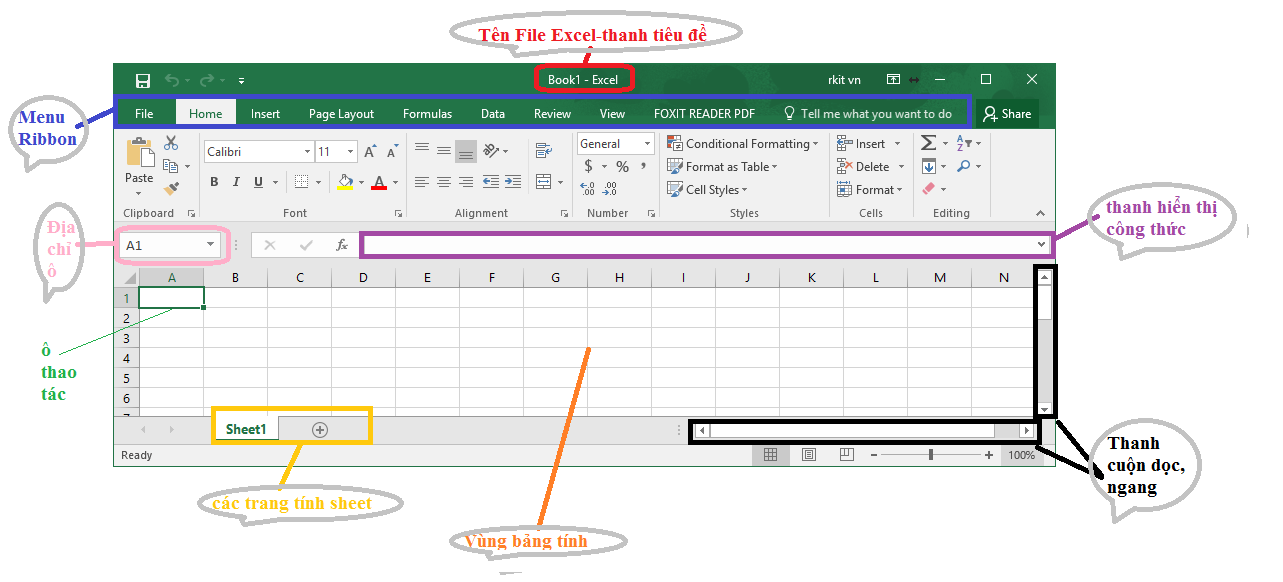 Tên File Excel-thanh tiêu đề
Book1 - Excel
rkit vn
Menu
Ribbon
File Home Insert Page Layout Formulas Data Review View FOXIT READER PDF Tell me what you want to do Share
Paste
Calibri 11
B I U A
General
$ % ,
Conditional Formatting
Format as Table
Cell Styles
Insert
Delete
Format
Clipboard Font Alignment Number Styles Cells Editing
Địa
chỉ
ô
A1
fx
thanh hiển thị
công thức
A B C D E F G H I J K L M N
1
2
3
4
5
6
ô
thao
tác
Sheet1
Ready
100%
Thanh
cuộn dọc,
ngang
các trang tính sheet
Vùng bảng tính